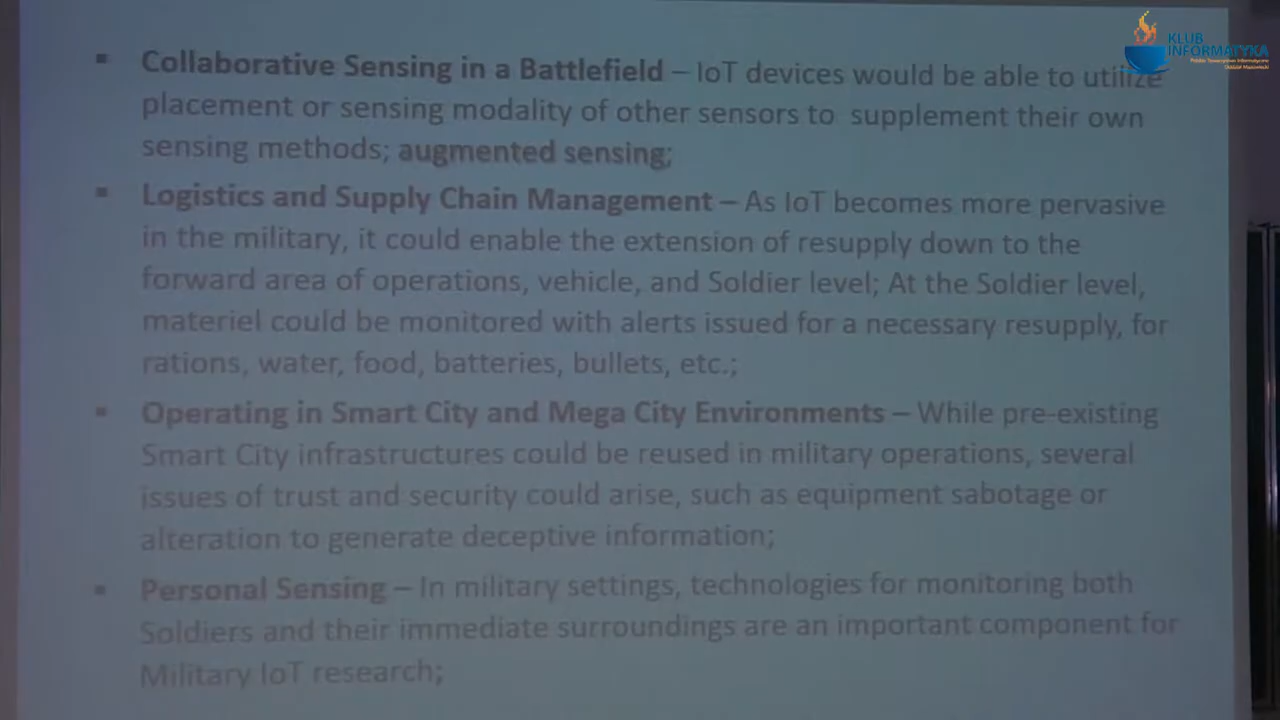 KLUB
INFORMATYKA
Polskie Towarzystwo Informatyczne
Oddział Mazowiecki
▪ Collaborative Sensing in a Battlefield – IoT devices would be able to utilize
placement or sensing modality of other sensors to supplement their own
sensing methods; augmented sensing;
▪ Logistics and Supply Chain Management – As IoT becomes more pervasive
in the military, it could enable the extension of resupply down to the
forward area of operations, vehicle, and Soldier level; At the Soldier level,
materiel could be monitored with alerts issued for a necessary resupply, for
rations, water, food, batteries, bullets, etc.;
▪ Operating in Smart City and Mega City Environments – While pre-existing
Smart City infrastructures could be reused in military operations, several
issues of trust and security could arise, such as equipment sabotage or
alteration to generate deceptive information;
▪ Personal Sensing – In military settings, technologies for monitoring both
Soldiers and their immediate surroundings are an important component for
Military IoT research;